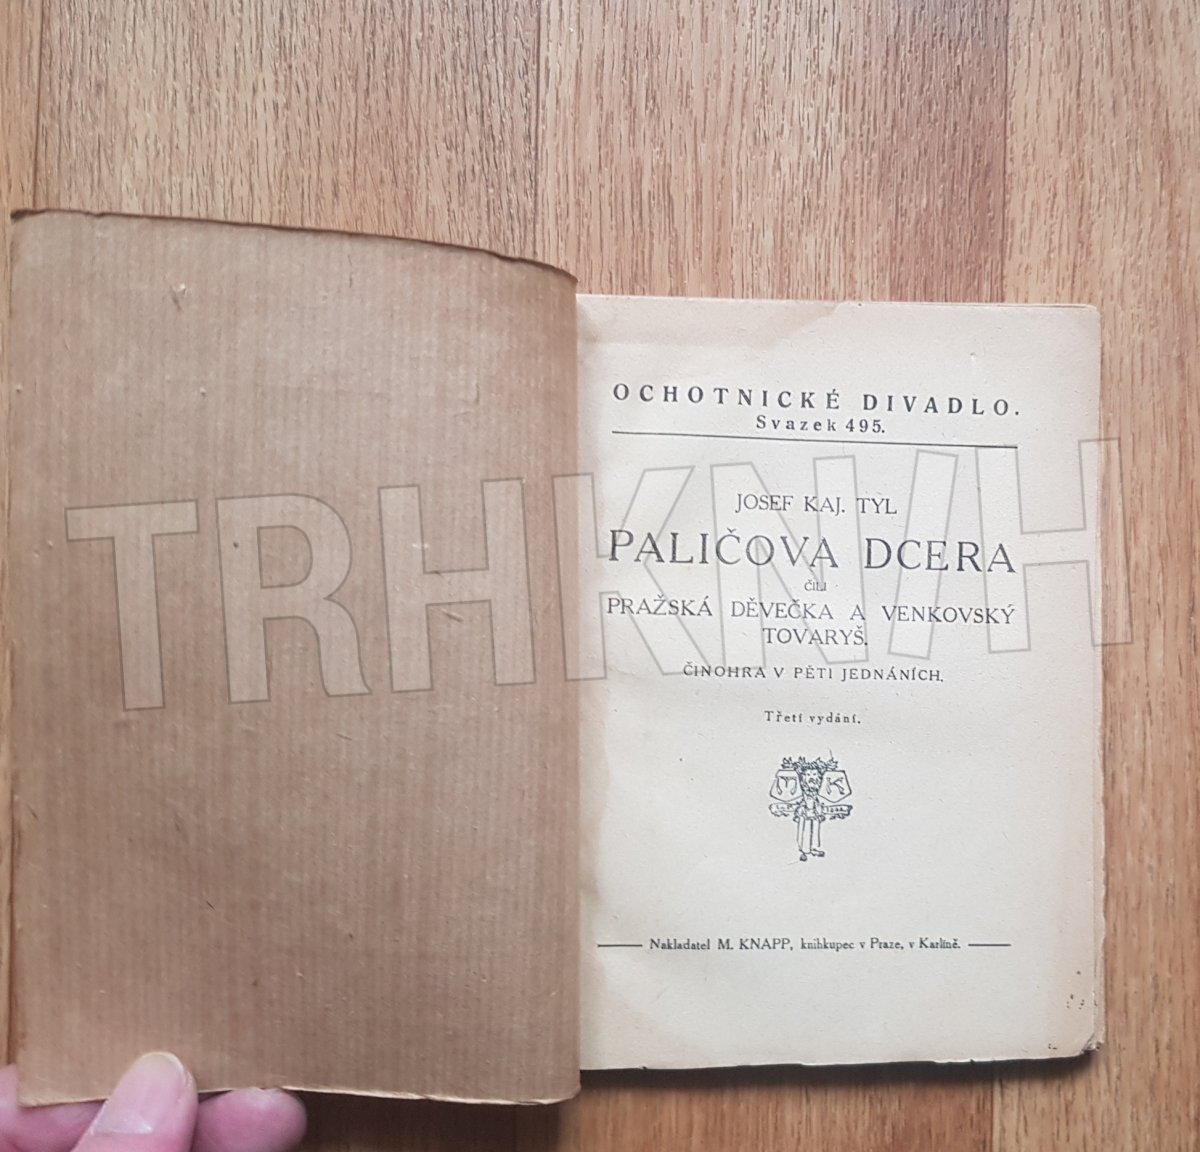 OCHOTNICKÉ DIVADLO.
Svazek 495.
JOSEF KAJ. TYL
PALIČOVA DCERA
ČILI
PRAŽSKÁ DĚVEČKA A VENKOVSKÝ
TOVARYŠ.
ČINOHRA V PĚTI JEDNÁNÍCH.
Třetí vydání.
M K
Nakladatel M. KNAPP, knihkupec v Praze, v Karlíně.
TRHKNIH